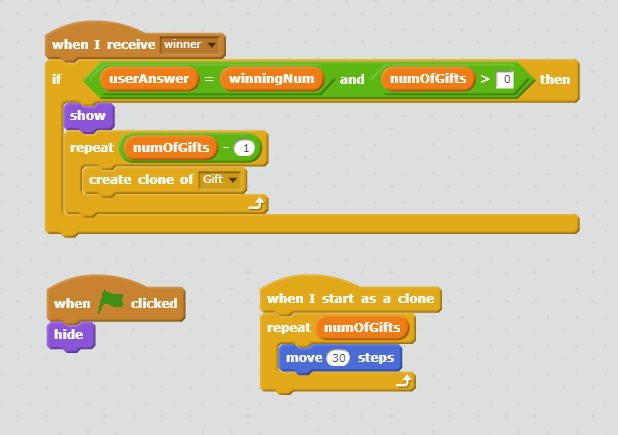 when I receive winner
if userAnswer = winningNum and numOfGifts > 0 then
show
repeat numOfGifts - 1
create clone of Gift
when clicked
hide
when I start as a clone
repeat numOfGifts
move 30 steps